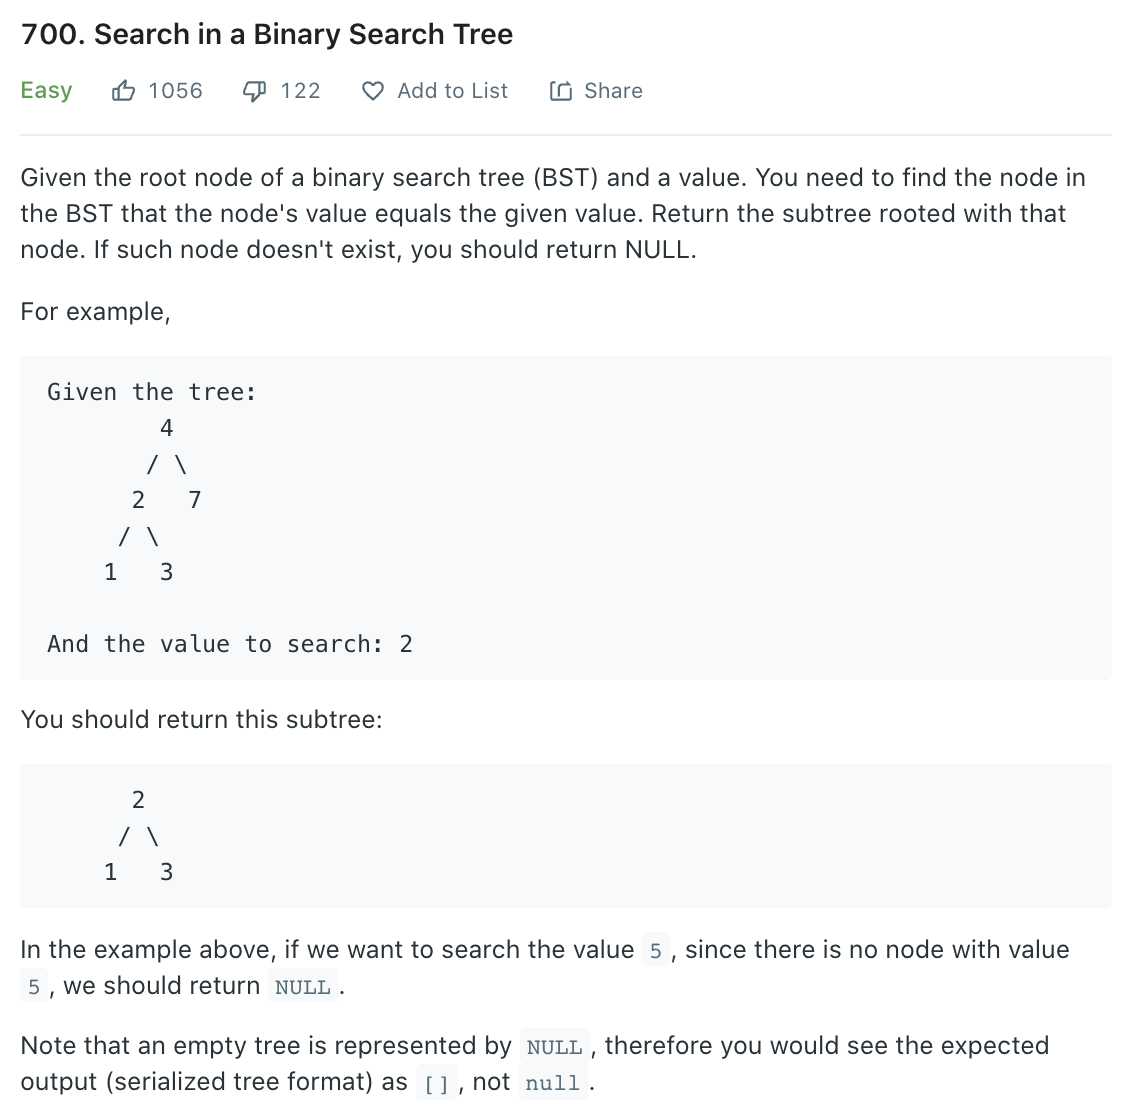 700. Search in a Binary Search Tree
Easy 1056 122 Add to List Share
Given the root node of a binary search tree (BST) and a value. You need to find the node in
the BST that the node's value equals the given value. Return the subtree rooted with that
node. If such node doesn't exist, you should return NULL.
For example,
Given the tree:
        4
       / \
      2   7
     / \
    1   3
And the value to search: 2
You should return this subtree:
      2
     / \
    1   3
In the example above, if we want to search the value 5, since there is no node with value
5, we should return NULL.
Note that an empty tree is represented by NULL, therefore you would see the expected
output (serialized tree format) as [], not null.